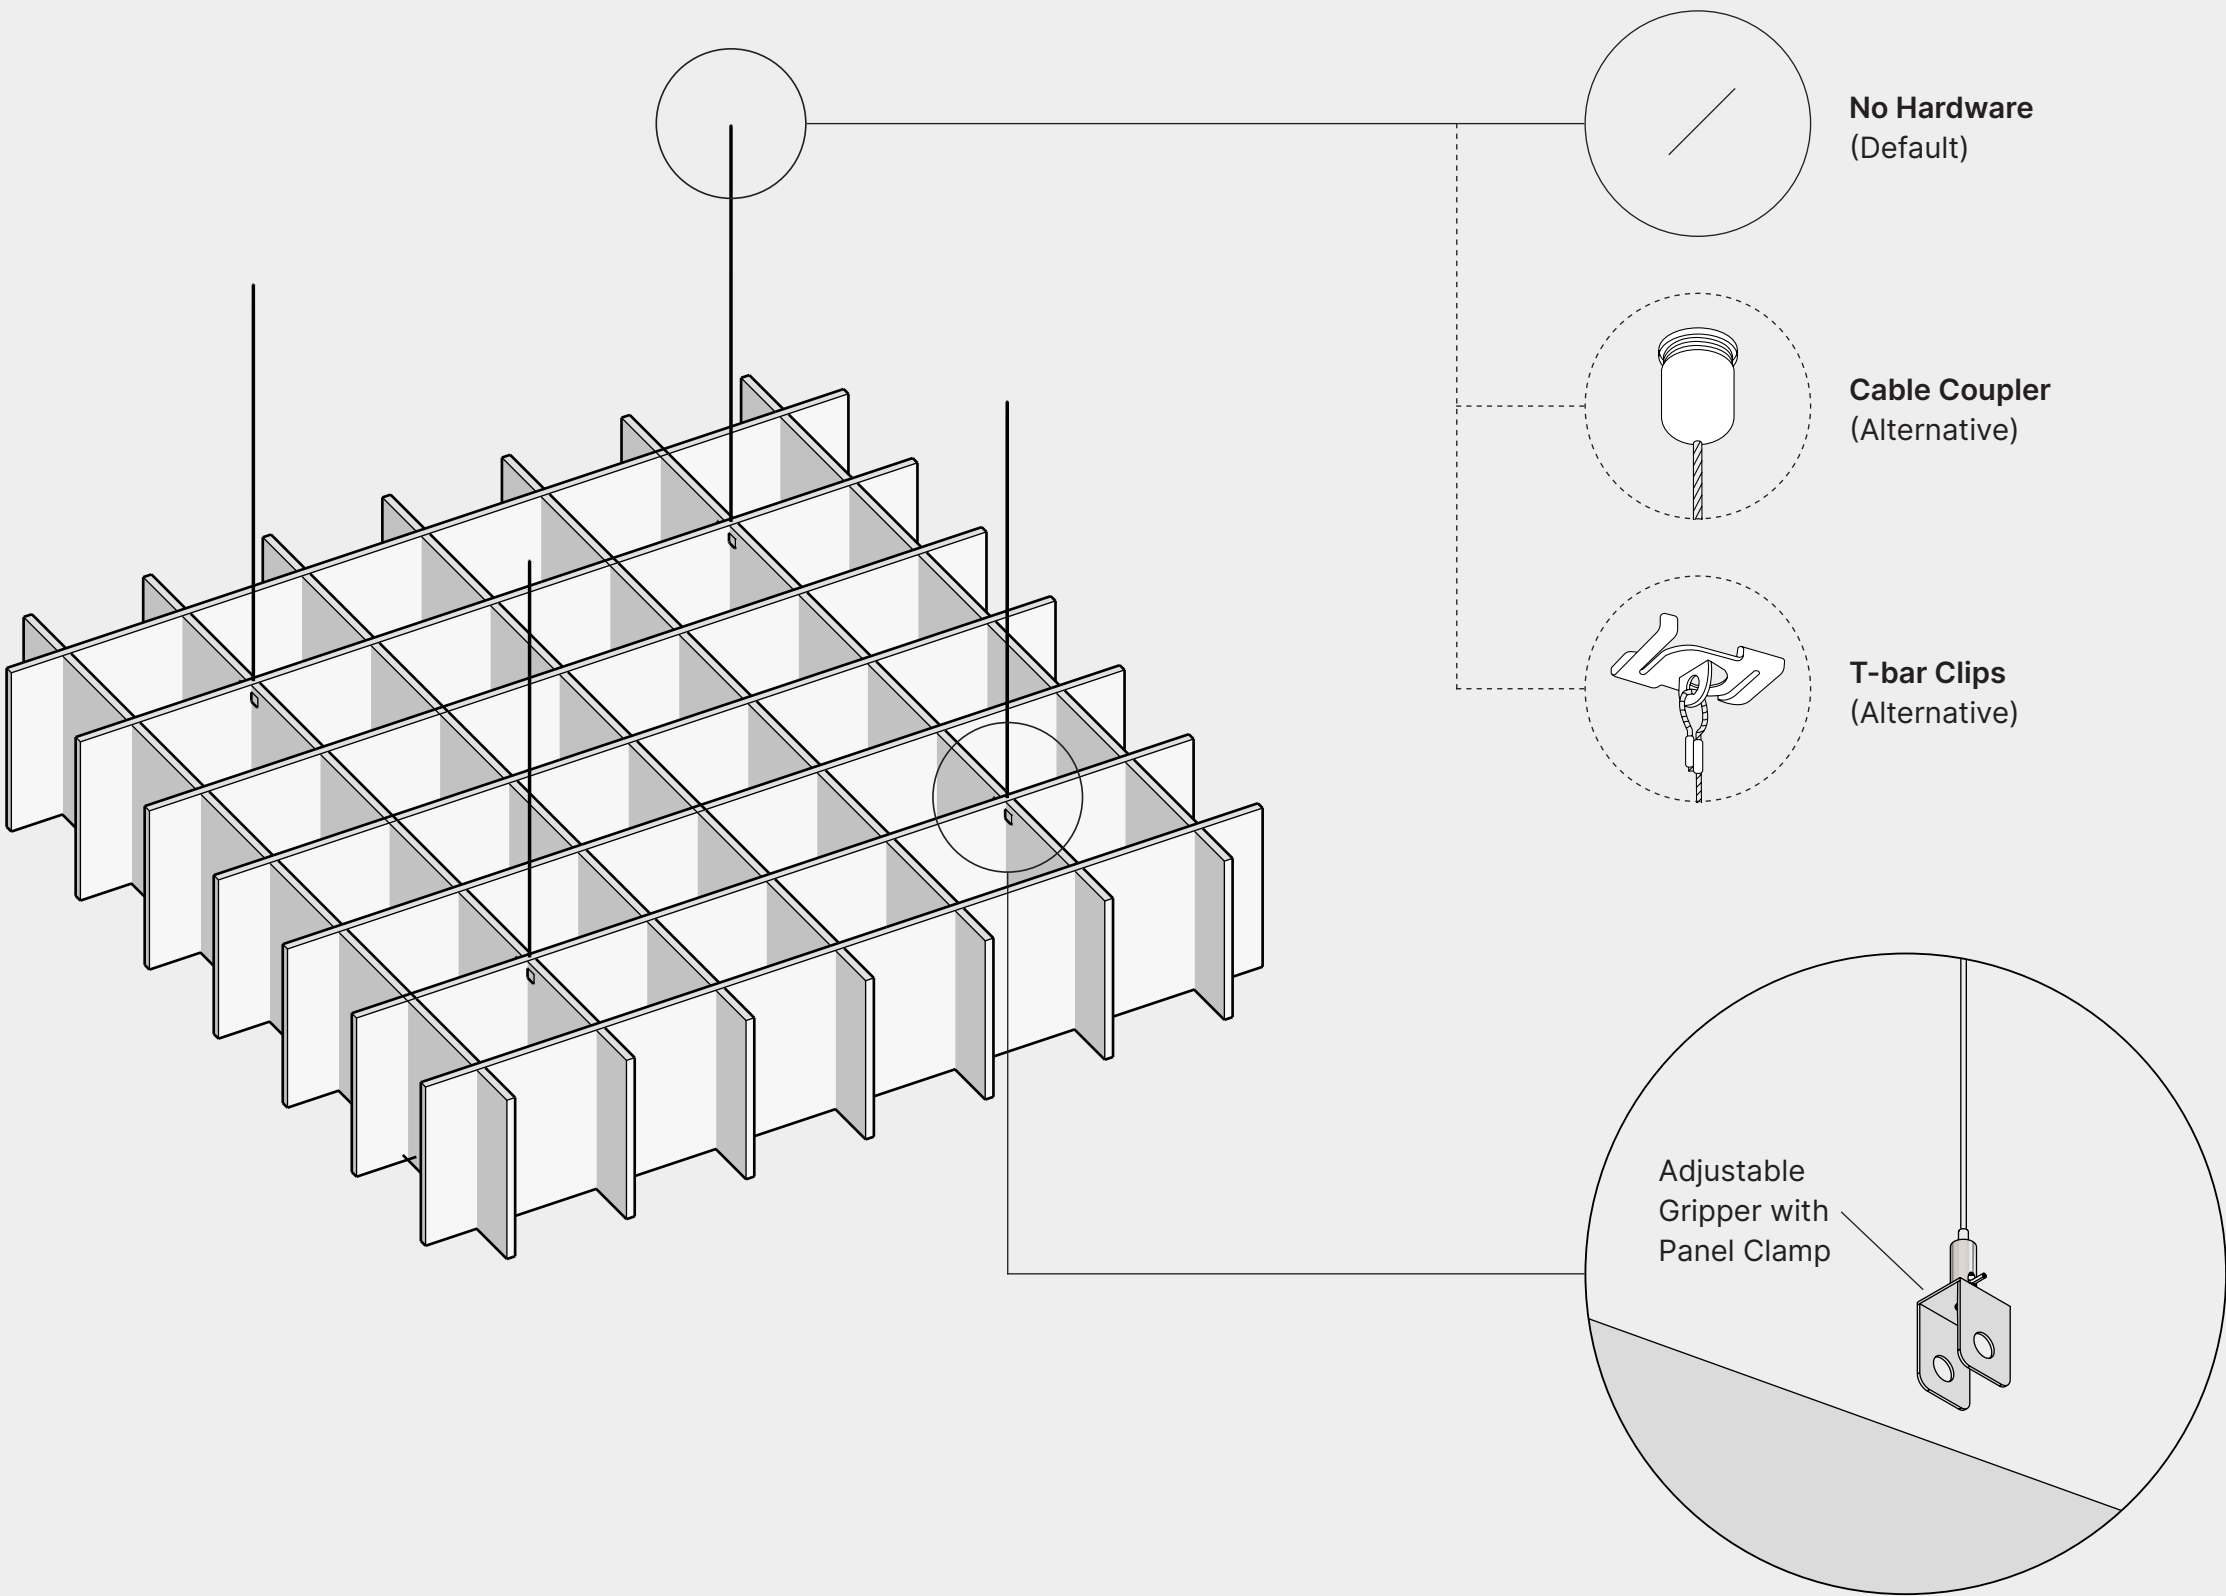 No Hardware
(Default)
Cable Coupler
(Alternative)
T-bar Clips
(Alternative)
Adjustable
Gripper with
Panel Clamp